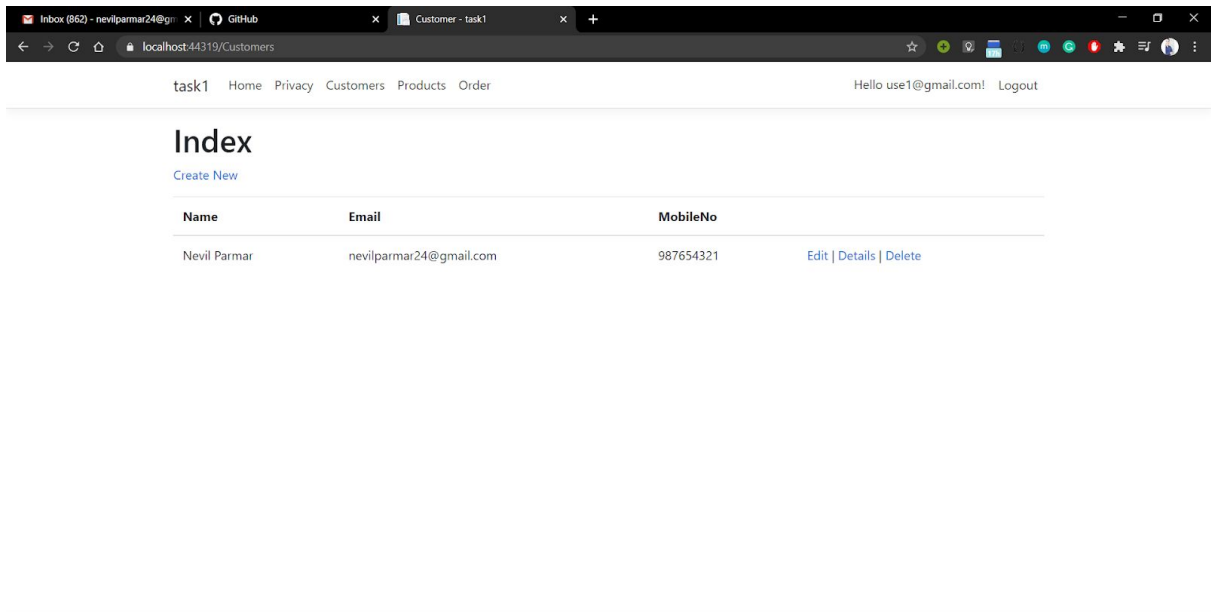 Inbox (862) - nevilparmar24@gm GitHub Customer - task1
localhost:44319/Customers
task1 Home Privacy Customers Products Order Hello use1@gmail.com! Logout
Index
Create New
Name Email MobileNo
Nevil Parmar nevilparmar24@gmail.com 987654321 Edit | Details | Delete